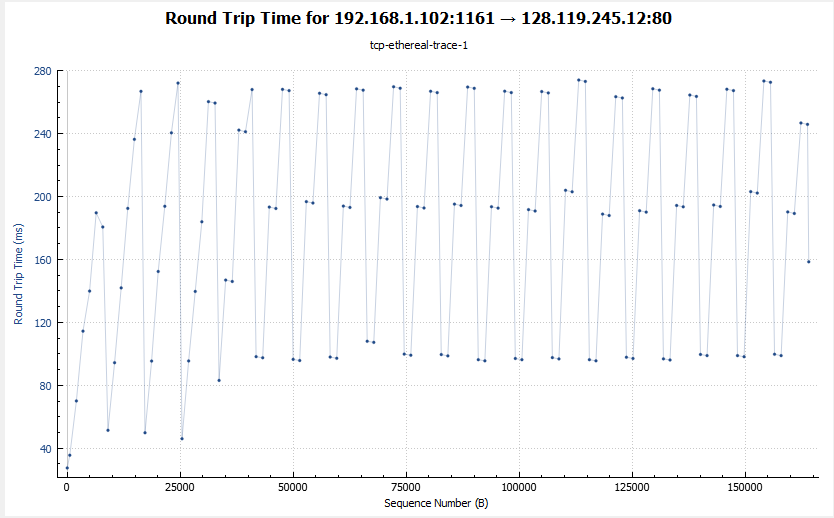 Round Trip Time for 192.168.1.102:1161 → 128.119.245.12:80
tcp-ethereal-trace-1
280
240
200
160
120
80
40
Round Trip Time (ms)
0 25000 50000 75000 100000 125000 150000
Sequence Number (B)